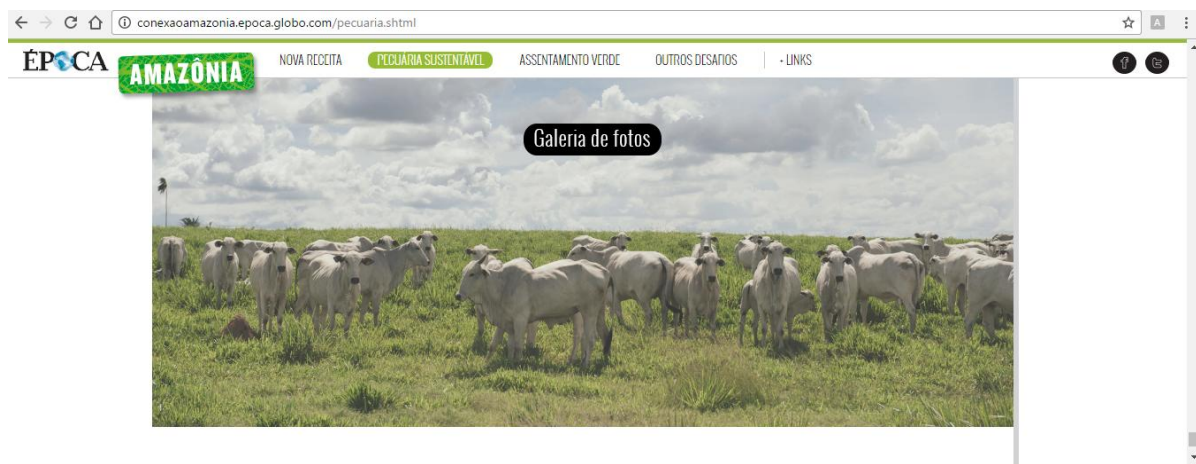 conexaoamazonia.epoca.globo.com/pecuaria.shtml
A
ÉPOCA AMAZÔNIA NOVA RECEITA PECUÁRIA SUSTENTÁVEL ASSENTAMENTO VERDE OUTROS DESAFIOS + LINKS
Galeria de fotos